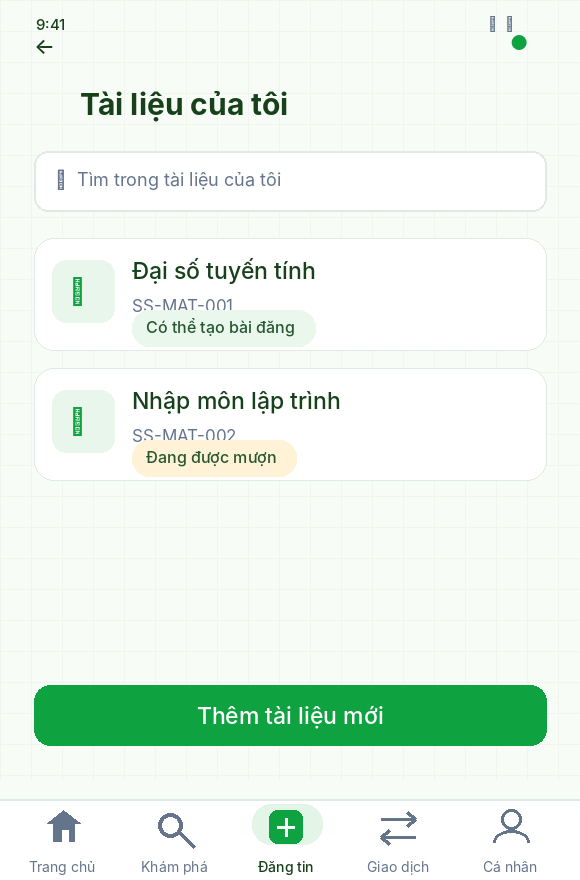 9:41
Tài liệu của tôi
Tìm trong tài liệu của tôi
Đại số tuyến tính
SS-MAT-001
Có thể tạo bài đăng
Nhập môn lập trình
SS-MAT-002
Đang được mượn
Thêm tài liệu mới
Trang chủ
Khám phá
Đăng tin
Giao dịch
Cá nhân